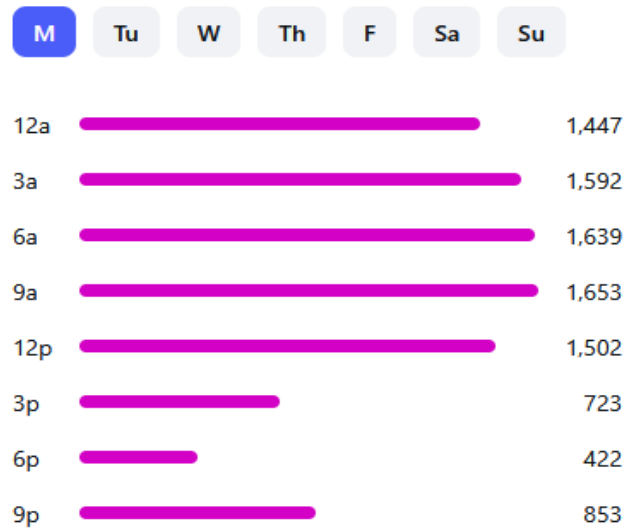 M Tu W Th F Sa Su
12a 1,447
3a 1,592
6a 1,639
9a 1,653
12p 1,502
3p 723
6p 422
9p 853